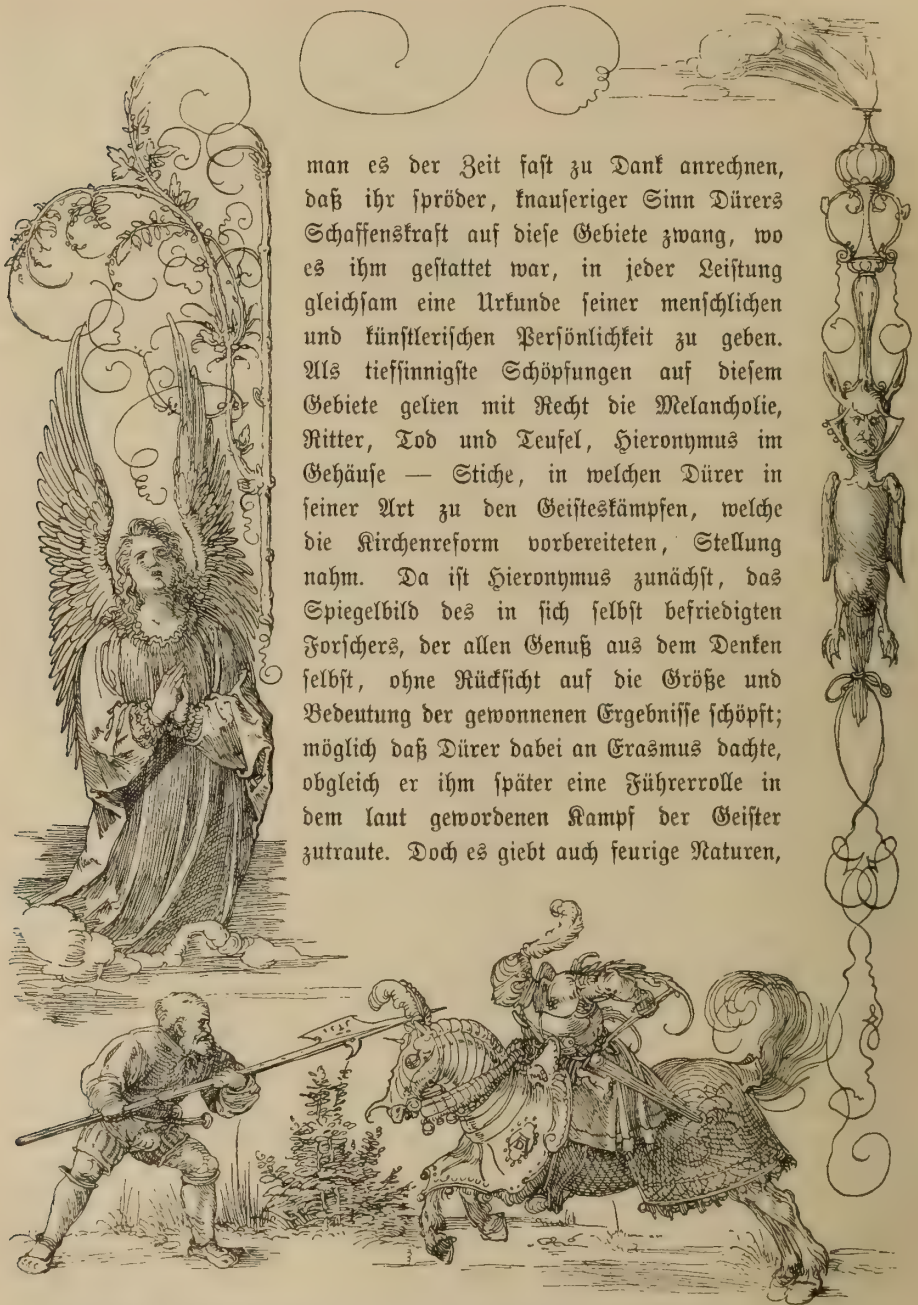 man es der Zeit fast zu Dank anrechnen,
daß ihr spröder, knauseriger Sinn Dürers
Schaffenskraft auf diese Gebiete zwang, wo
es ihm gestattet war, in jeder Leistung
gleichsam eine Urkunde seiner menschlichen
und künstlerischen Persönlichkeit zu geben.
Als tiefsinnigste Schöpfungen auf diesem
Gebiete gelten mit Recht die Melancholie,
Ritter, Tod und Teufel, Hieronymus im
Gehäuse — Stiche, in welchen Dürer in
seiner Art zu den Geisteskämpfen, welche
die Kirchenreform vorbereiteten, Stellung
nahm. Da ist Hieronymus zunächst, das
Spiegelbild des in sich selbst befriedigten
Forschers, der allen Genuß aus dem Denken
selbst, ohne Rücksicht auf die Größe und
Bedeutung der gewonnenen Ergebnisse schöpft;
möglich daß Dürer dabei an Erasmus dachte,
obgleich er ihm später eine Führerrolle in
dem laut gewordenen Kampf der Geister
zutraute. Doch es giebt auch feurige Naturen,